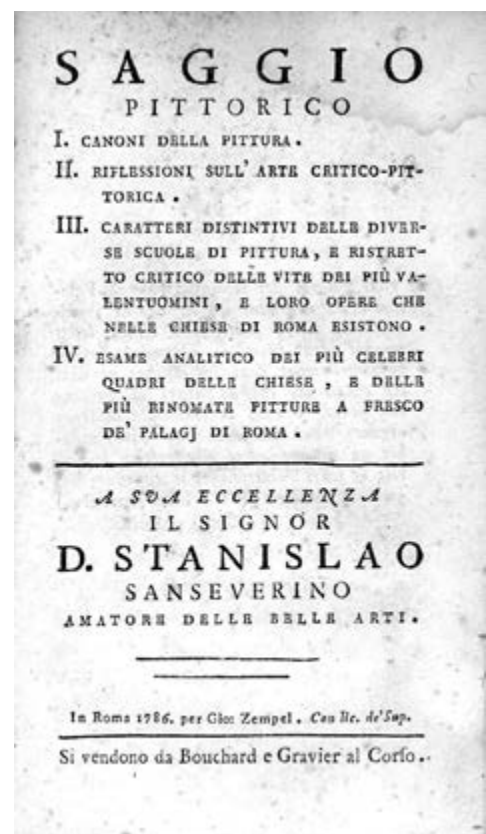 SAGGIO
PITTORICO
I. CANONI DELLA PITTURA.
II. RIFLESSIONI SULL' ARTE CRITICO-PIT-
TORICA.
III. CARATTERI DISTINTIVI DELLE DIVER-
SE SCUOLE DI PITTURA, E RISTRET-
TO CRITICO DELLE VITE DEI PIÙ VA-
LENTUOMINI, E LORO OPERE CHE
NELLE CHIESE DI ROMA ESISTONO.
IV. ESAME ANALITICO DEI PIÙ CELEBRI
QUADRI DELLE CHIESE, E DELLE
PIÙ RINOMATE PITTURE A FRESCO
DE' PALAGJ DI ROMA.
A SUA ECCELLENZA
IL SIGNOR
D. STANISLAO
SANSEVERINO
AMATORE DELLE BELLE ARTI.
In Roma 1786. per Gio: Zempel. Con lic. de' Sup.
Si vendono da Bouchard e Gravier al Corso.